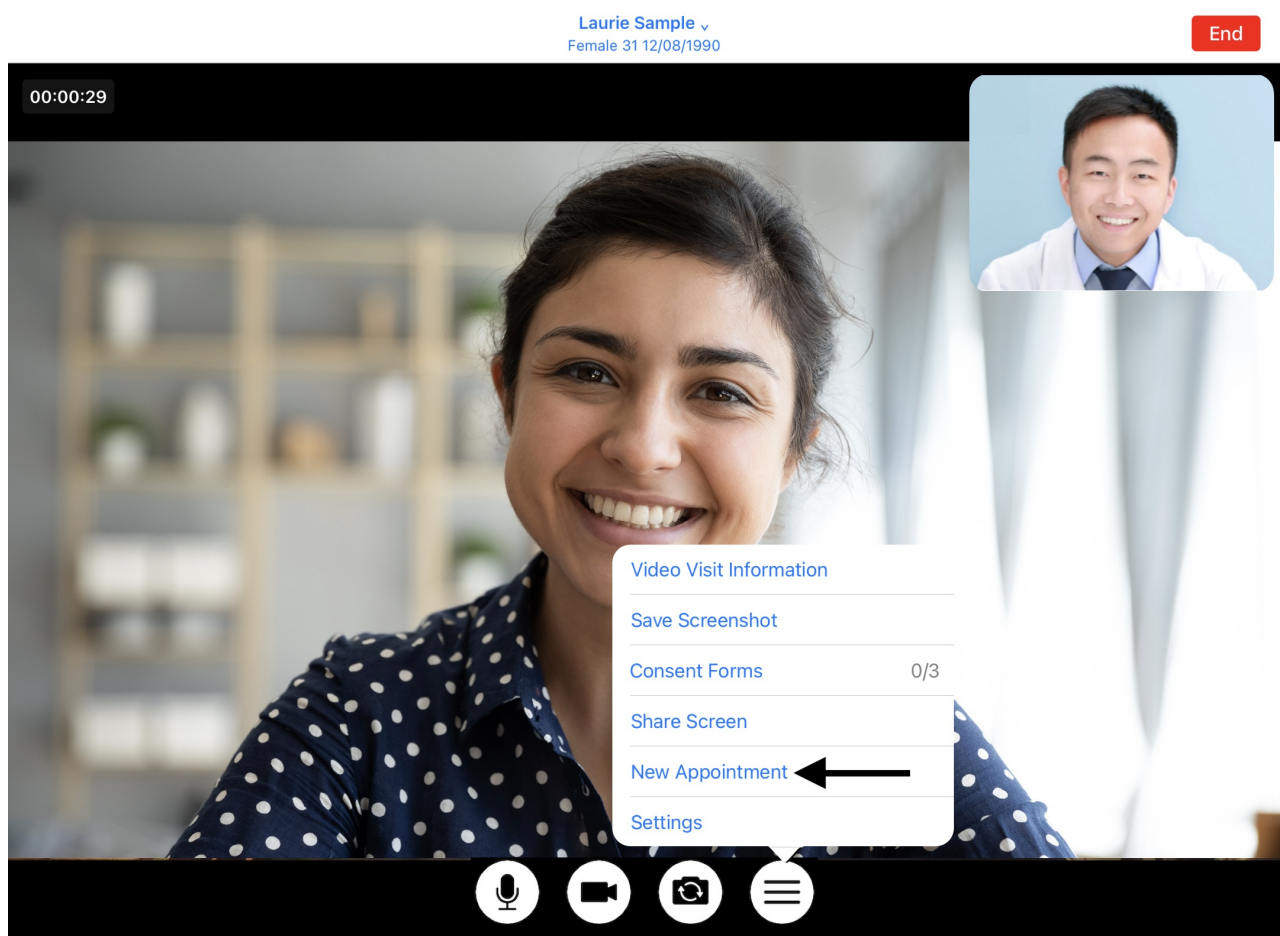 Laurie Sample
Female 31 12/08/1990
End
00:00:29
Video Visit Information
Save Screenshot
Consent Forms 0/3
Share Screen
New Appointment
Settings